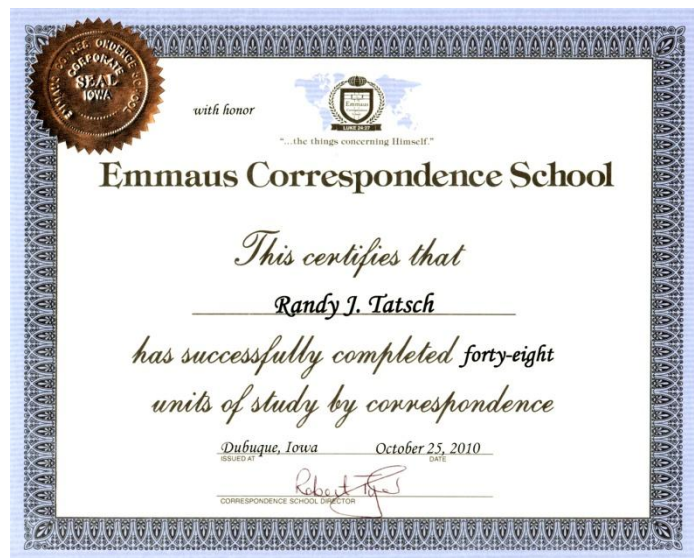 EMMAUS CORRESPONDENCE SCHOOL
CORPORATE
SEAL
IOWA
with honor
Emmaus
LUKE 24:27
"...the things concerning Himself."
Emmaus Correspondence School
This certifies that
Randy J. Tatsch
has successfully completed forty-eight
units of study by correspondence
Dubuque, Iowa October 25, 2010
ISSUED AT DATE
CORRESPONDENCE SCHOOL DIRECTOR